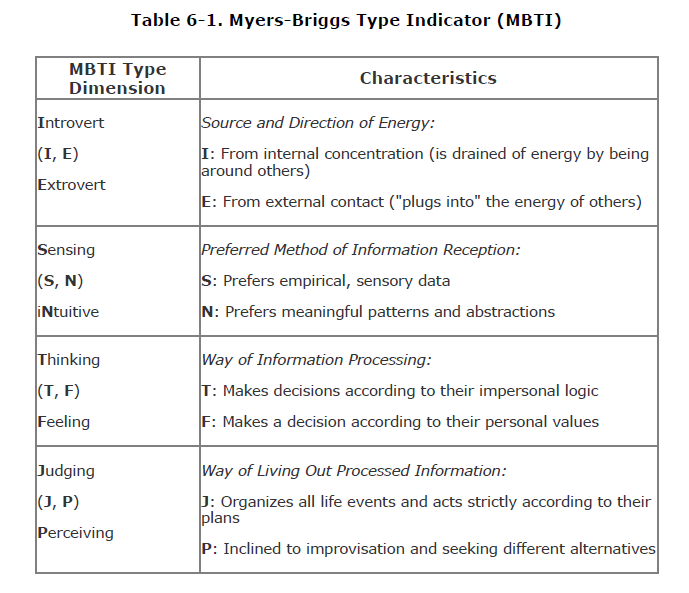 Table 6-1. Myers-Briggs Type Indicator (MBTI)
MBTI Type
Dimension
Characteristics
Introvert
(I, E)
Extrovert
Source and Direction of Energy:
I: From internal concentration (is drained of energy by being
around others)
E: From external contact ("plugs into" the energy of others)
Sensing
(S, N)
iNtuitive
Preferred Method of Information Reception:
S: Prefers empirical, sensory data
N: Prefers meaningful patterns and abstractions
Thinking
(T, F)
Feeling
Way of Information Processing:
T: Makes decisions according to their impersonal logic
F: Makes a decision according to their personal values
Judging
(J, P)
Perceiving
Way of Living Out Processed Information:
J: Organizes all life events and acts strictly according to their
plans
P: Inclined to improvisation and seeking different alternatives